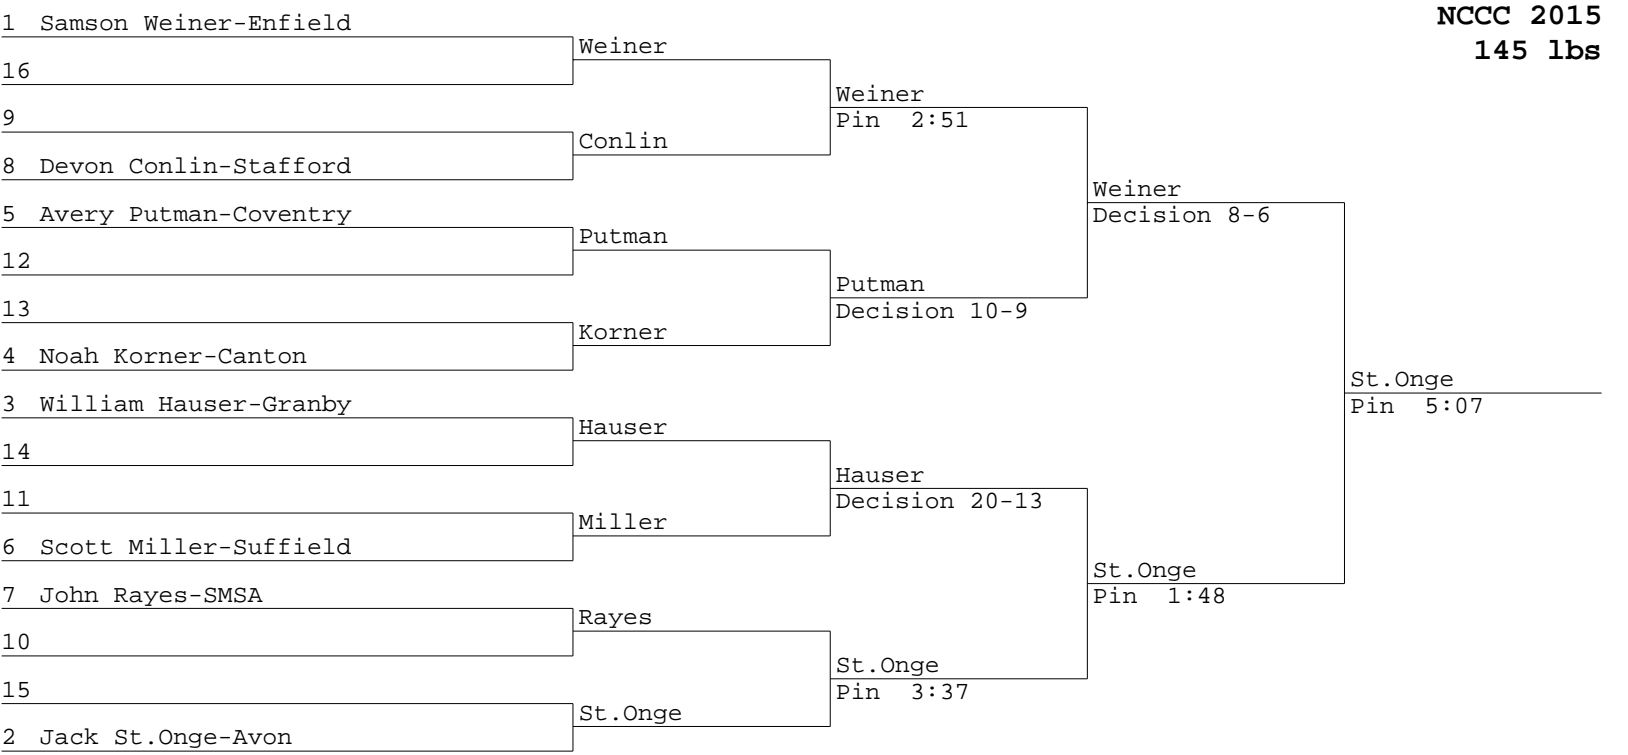 NCCC 2015
145 lbs
1 Samson Weiner-Enfield
16
9
8 Devon Conlin-Stafford
5 Avery Putman-Coventry
12
13
4 Noah Korner-Canton
3 William Hauser-Granby
14
11
6 Scott Miller-Suffield
7 John Rayes-SMSA
10
15
2 Jack St.Onge-Avon
Weiner
Conlin
Putman
Korner
Hauser
Miller
Rayes
St.Onge
Weiner
Pin 2:51
Putman
Decision 10-9
Hauser
Decision 20-13
St.Onge
Pin 3:37
Weiner
Decision 8-6
St.Onge
Pin 1:48
St.Onge
Pin 5:07